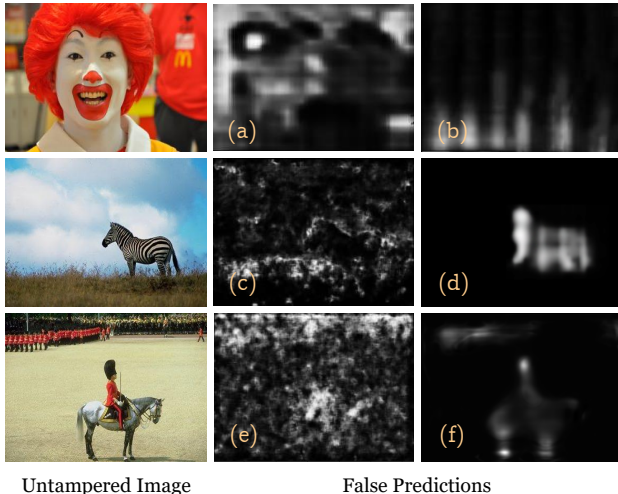 (a)
(b)
(c)
(d)
(e)
(f)
Untampered Image
False Predictions